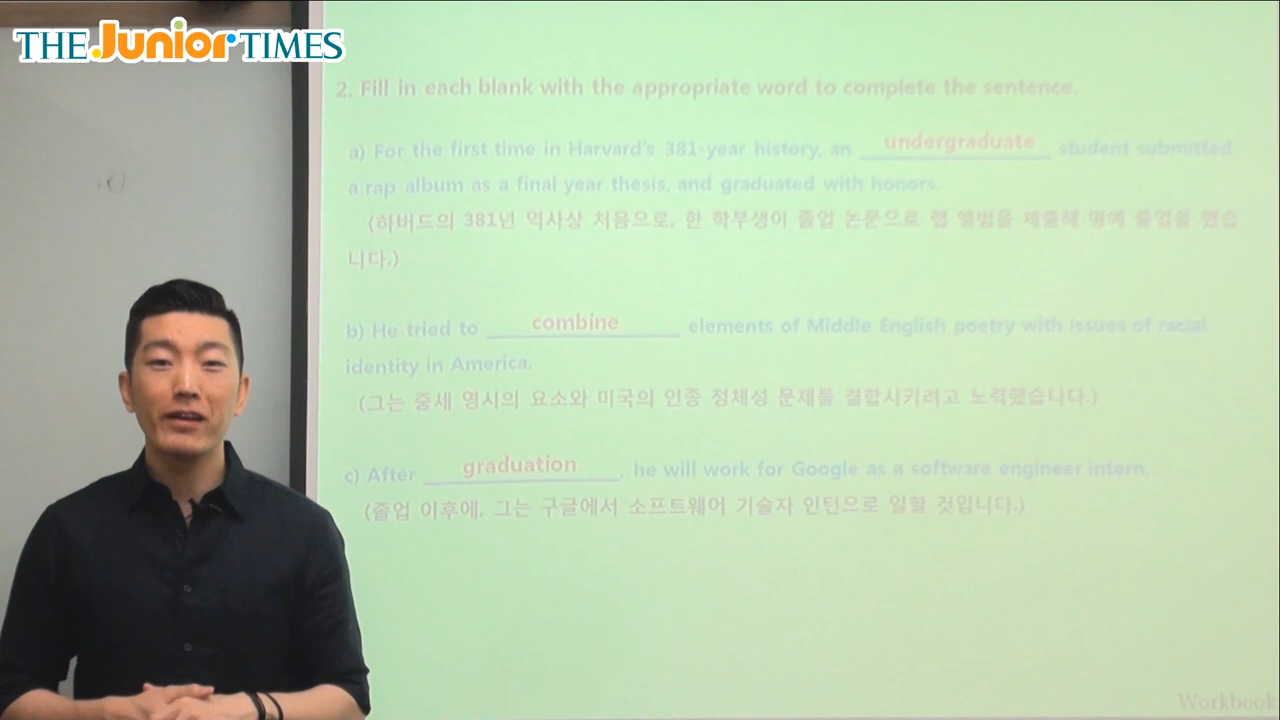 THE Junior TIMES
2. Fill in each blank with the appropriate word to complete the sentence.
a) For the first time in Harvard's 381-year history, an undergraduate student submitted
a rap album as a final year thesis, and graduated with honors.
(하버드의 381년 역사상 처음으로, 한 학부생이 졸업 논문으로 랩 앨범을 제출해 명예 졸업을 했습
니다.)
b) He tried to combine elements of Middle English poetry with issues of racial
identity in America.
(그는 중세 영시의 요소와 미국의 인종 정체성 문제를 결합시키려고 노력했습니다.)
c) After graduation, he will work for Google as a software engineer intern.
(졸업 이후에, 그는 구글에서 소프트웨어 기술자 인턴으로 일할 것입니다.)
Workbook